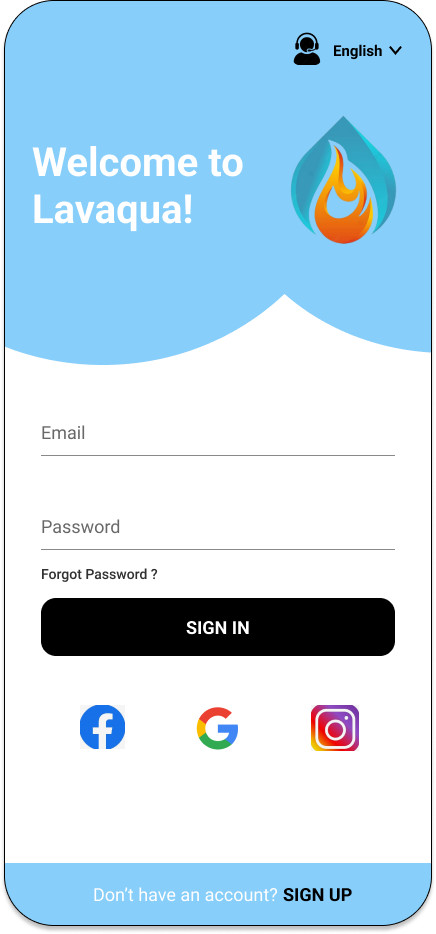 English
Welcome to
Lavaqua!
Email
Password
Forgot Password ?
SIGN IN
Don't have an account? SIGN UP